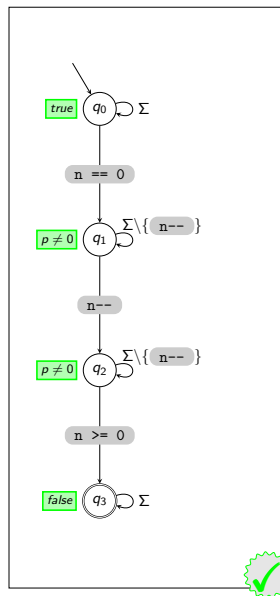 true q₀ Σ
n == 0
p ≠ 0 q₁ Σ\{ n-- }
n--
p ≠ 0 q₂ Σ\{ n-- }
n >= 0
false q₃ Σ